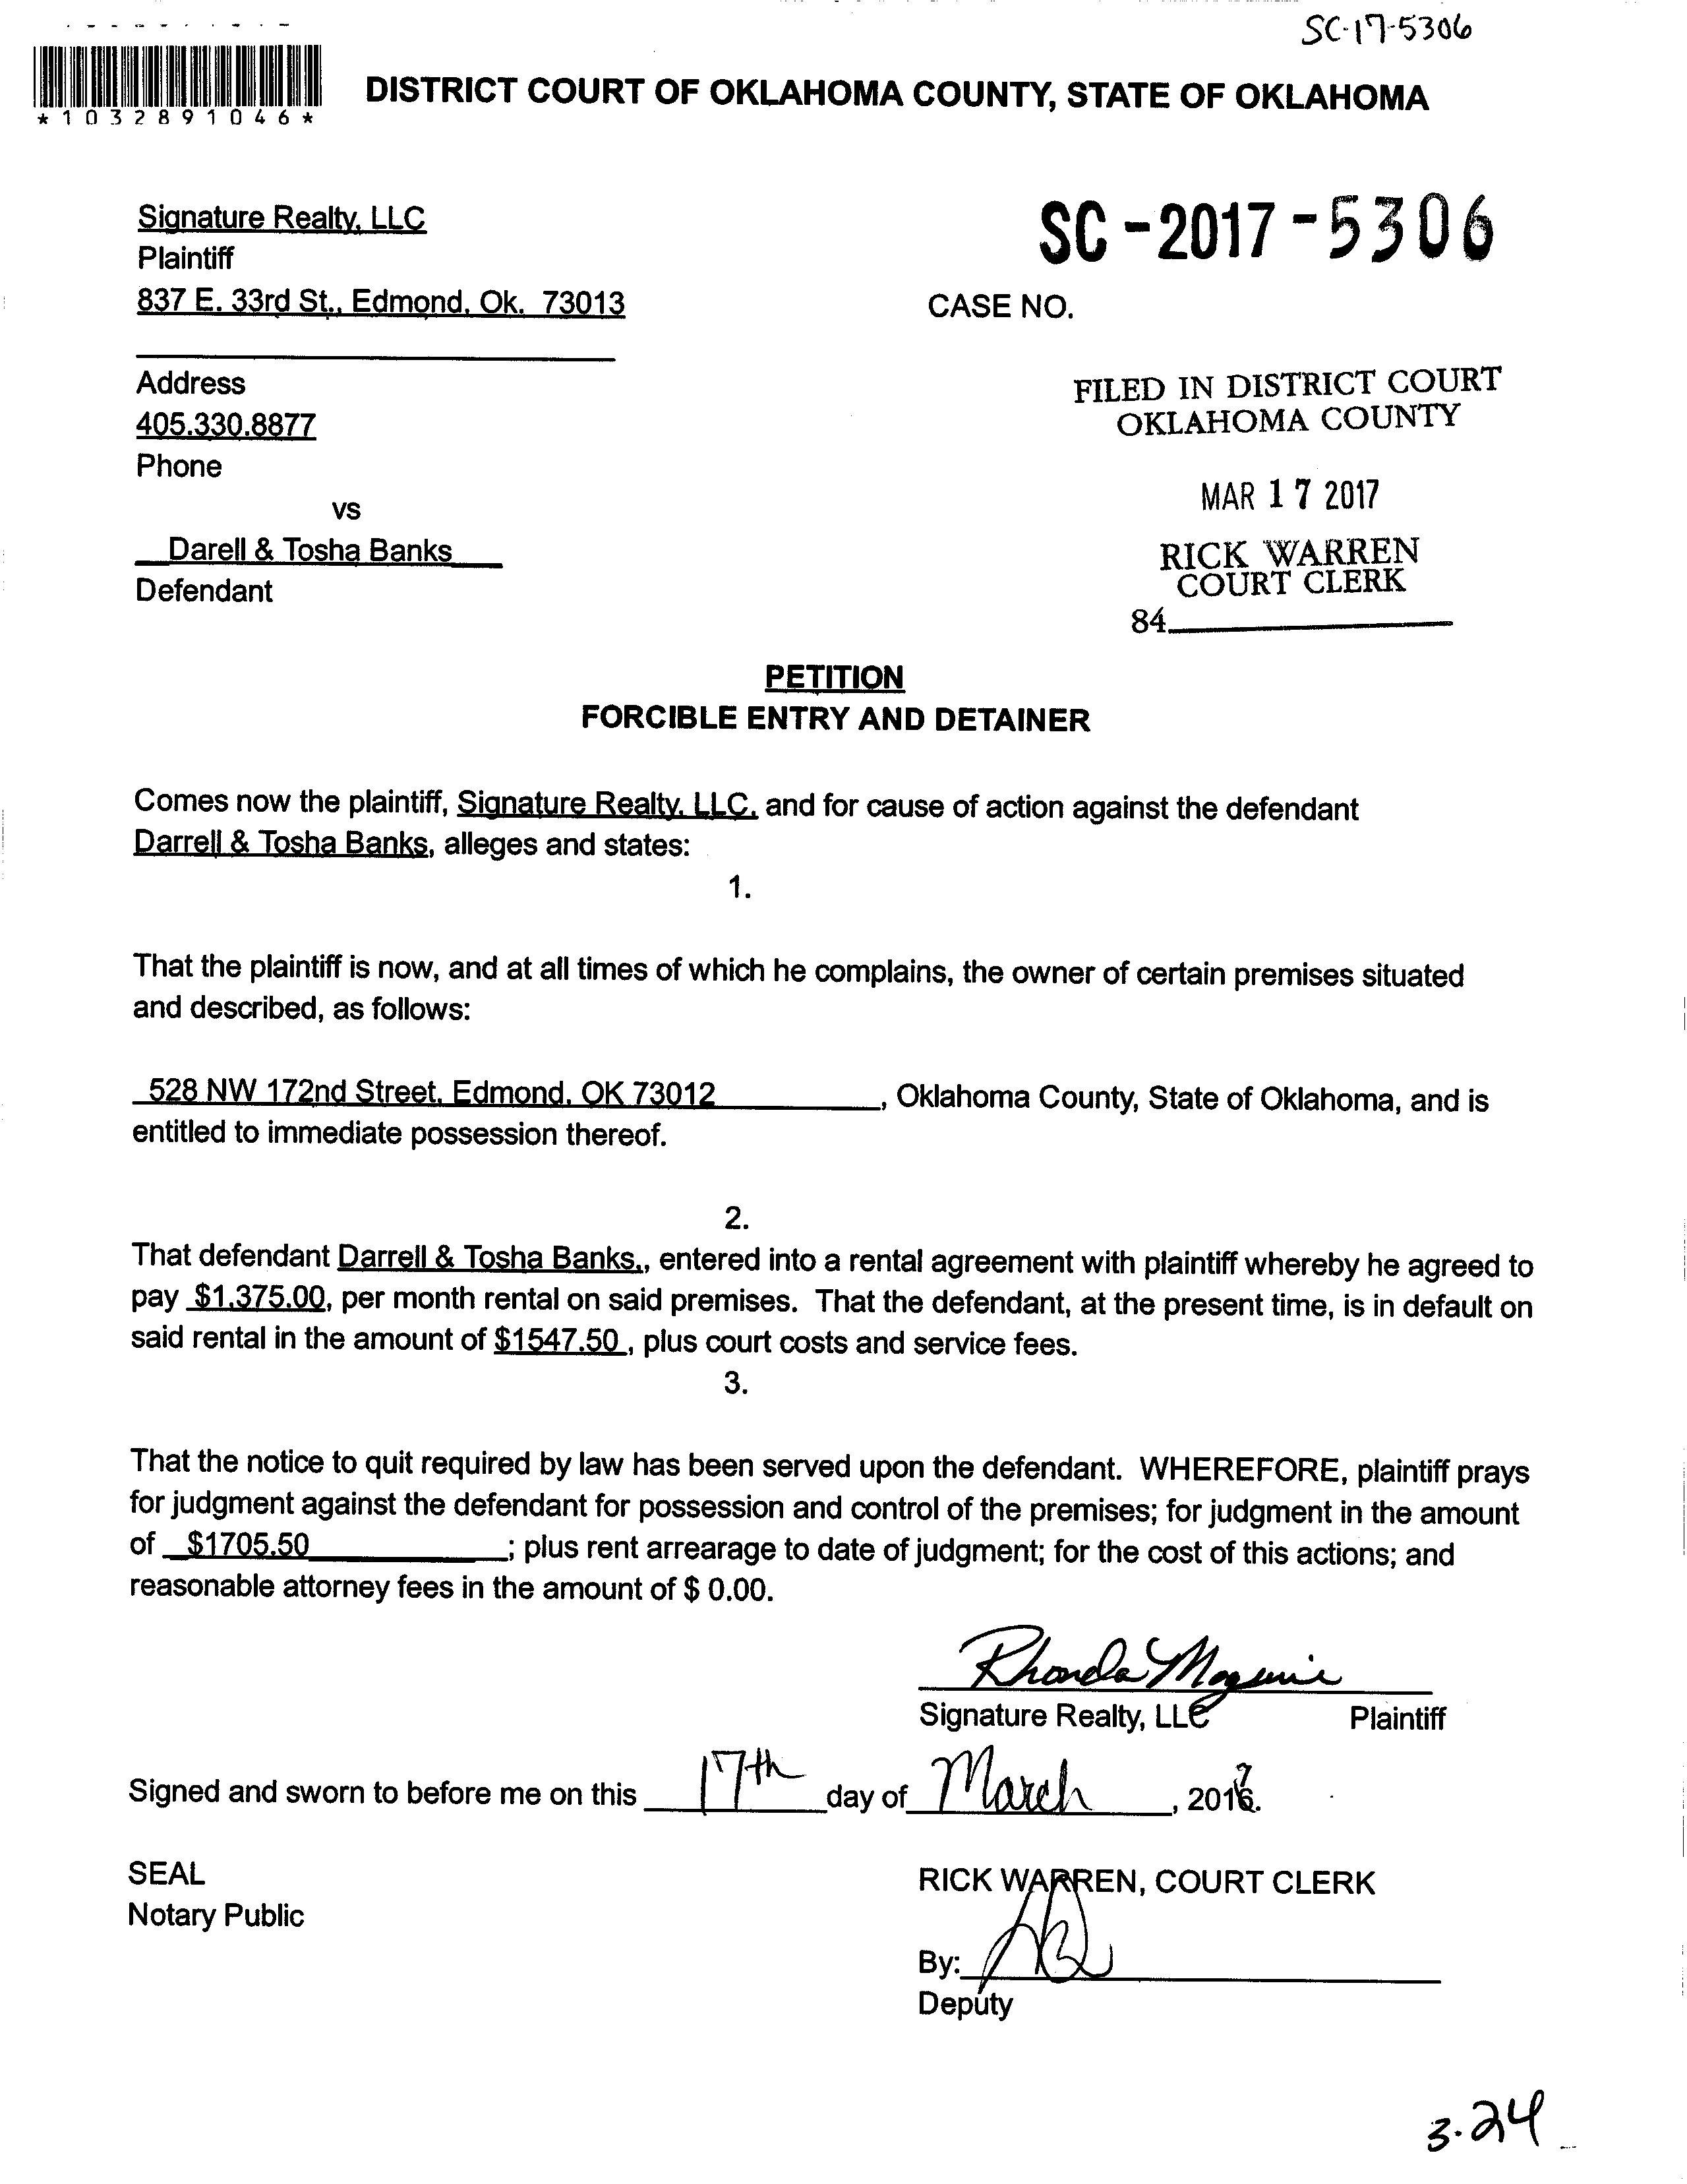 SC-17-5306
*1032891046*
DISTRICT COURT OF OKLAHOMA COUNTY, STATE OF OKLAHOMA
Signature Realty, LLC
Plaintiff
837 E. 33rd St., Edmond, Ok. 73013
SC-2017-5306
CASE NO.
Address
405.330.8877
Phone
vs
Darell & Tosha Banks
Defendant
FILED IN DISTRICT COURT
OKLAHOMA COUNTY
MAR 17 2017
RICK WARREN
COURT CLERK
84
PETITION
FORCIBLE ENTRY AND DETAINER
Comes now the plaintiff, Signature Realty, LLC, and for cause of action against the defendant
Darrell & Tosha Banks, alleges and states:
1.
That the plaintiff is now, and at all times of which he complains, the owner of certain premises situated
and described, as follows:
528 NW 172nd Street, Edmond, OK 73012, Oklahoma County, State of Oklahoma, and is
entitled to immediate possession thereof.
2.
That defendant Darrell & Tosha Banks., entered into a rental agreement with plaintiff whereby he agreed to
pay $1,375.00, per month rental on said premises. That the defendant, at the present time, is in default on
said rental in the amount of $1547.50, plus court costs and service fees.
3.
That the notice to quit required by law has been served upon the defendant. WHEREFORE, plaintiff prays
for judgment against the defendant for possession and control of the premises; for judgment in the amount
of $1705.50; plus rent arrearage to date of judgment; for the cost of this actions; and
reasonable attorney fees in the amount of $ 0.00.
Rhonda Maguire
Signature Realty, LLC Plaintiff
Signed and sworn to before me on this 17th day of March, 2017.
SEAL
Notary Public
RICK WARREN, COURT CLERK
By:
Deputy
3.24